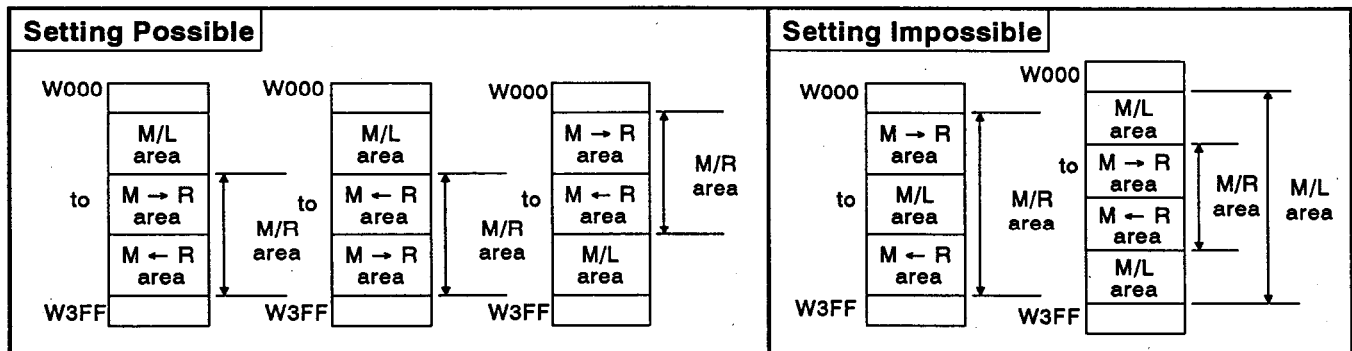 Setting Possible
W000
M/L
area
to
M → R
area
M ← R
area
W3FF
M/R
area
W000
M/L
area
to
M ← R
area
M → R
area
W3FF
M/R
area
W000
M → R
area
to
M ← R
area
M/L
area
W3FF
M/R
area
Setting Impossible
W000
M → R
area
to
M/L
area
M ← R
area
W3FF
M/R
area
W000
M/L
area
to
M → R
area
M ← R
area
M/L
area
W3FF
M/R
area
M/L
area